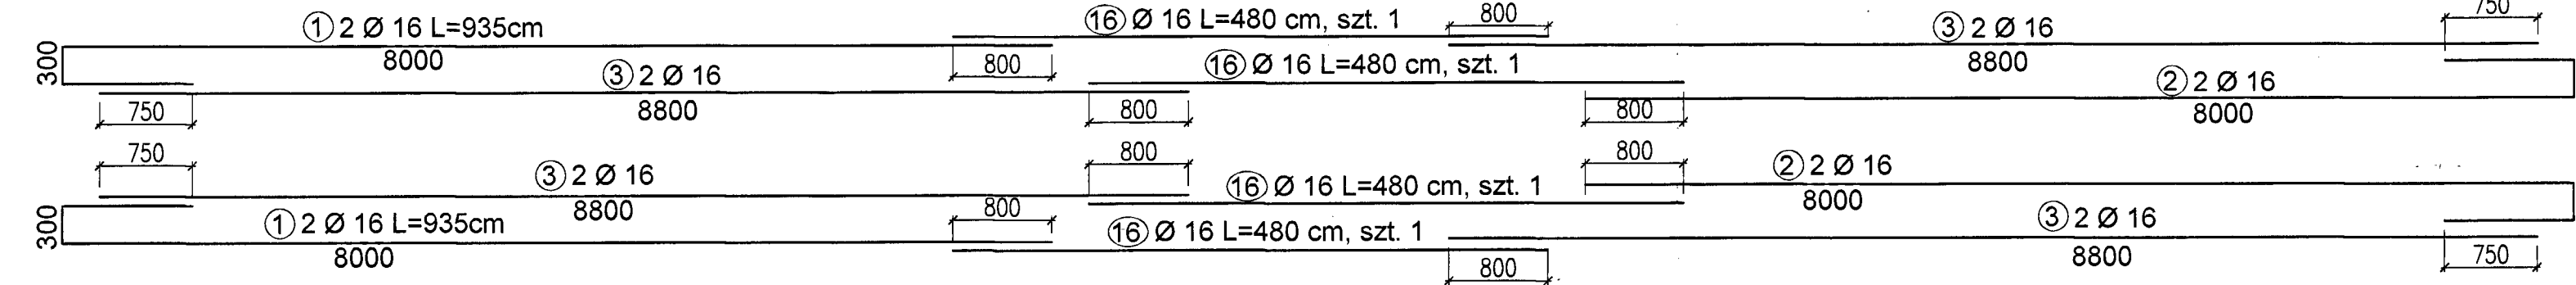 ① 2 Ø 16 L=935cm
⑯ Ø 16 L=480 cm, szt. 1
800
③ 2 Ø 16
750
300
8000
③ 2 Ø 16
800
⑯ Ø 16 L=480 cm, szt. 1
8800
② 2 Ø 16
750
8800
800
800
8000
750
③ 2 Ø 16
800
800
② 2 Ø 16
⑯ Ø 16 L=480 cm, szt. 1
8000
300
① 2 Ø 16 L=935cm
8800
800
⑯ Ø 16 L=480 cm, szt. 1
③ 2 Ø 16
8000
800
8800
750